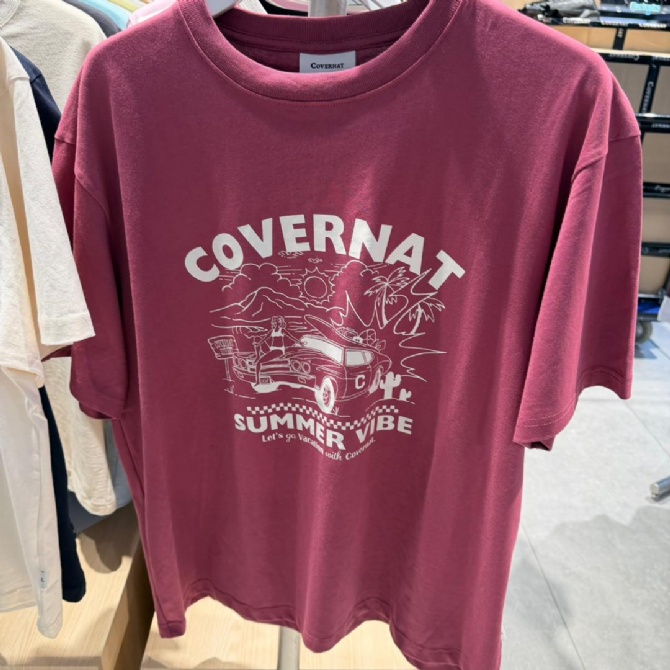 COVERNAT
COVERNAT
C
SUMMER VIBE
Let's go Vacation with Covernat.